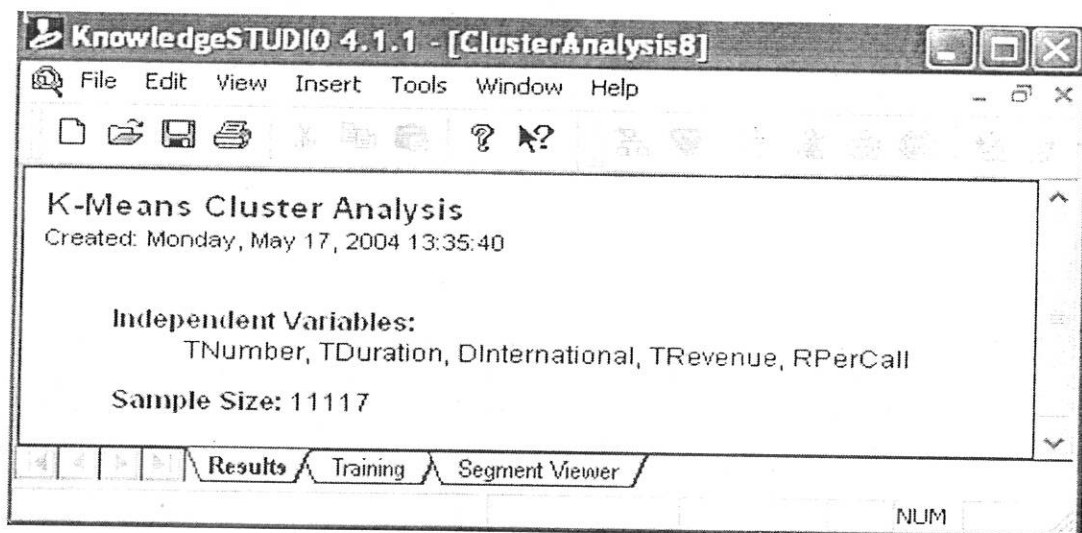 KnowledgeSTUDIO 4.1.1 - [ClusterAnalysis8]
File Edit View Insert Tools Window Help
K-Means Cluster Analysis
Created: Monday, May 17, 2004 13:35:40
Independent Variables:
TNumber, TDuration, DInternational, TRevenue, RPerCall
Sample Size: 11117
Results Training Segment Viewer
NUM